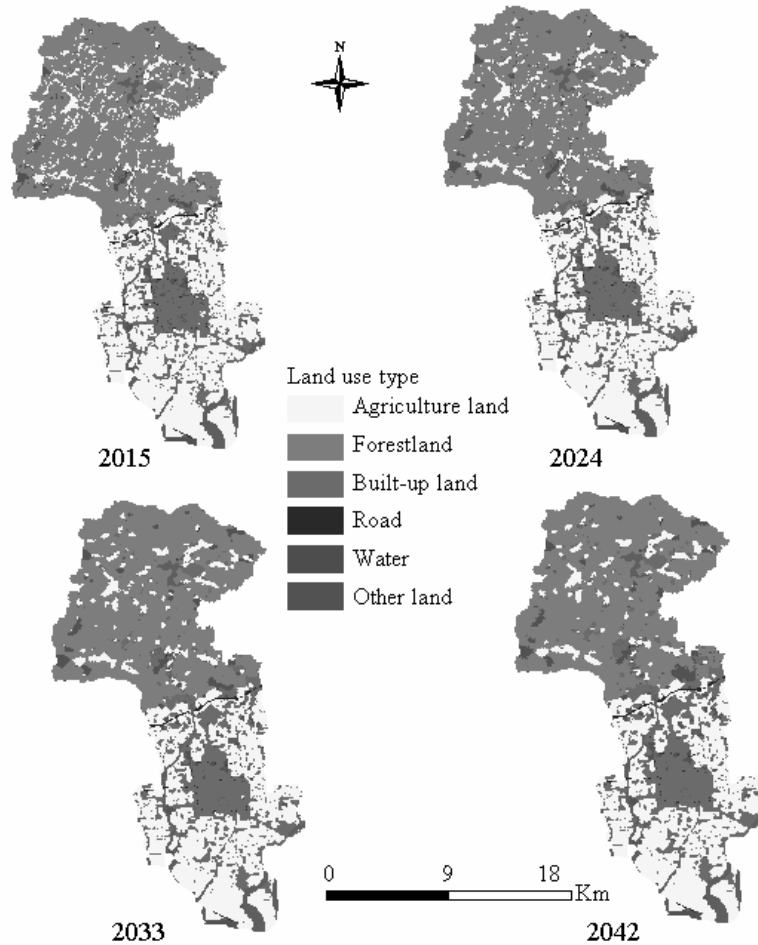 N
Land use type
Agriculture land
Forestland
Built-up land
Road
Water
Other land
2015
2024
0 9 18
Km
2033
2042